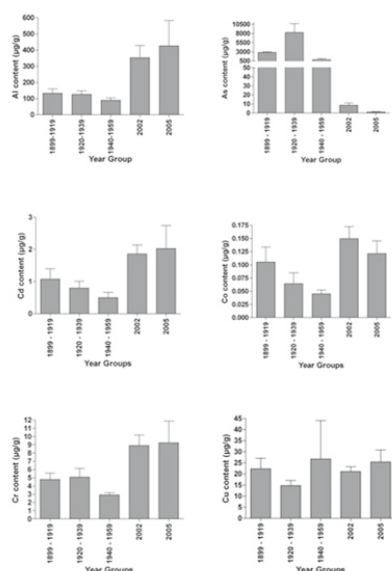 Al content (µg/g)
600
500
400
300
200
100
0
1899-1919
1920-1939
1940-1959
2002
2005
Year Group
As content (µg/g)
10500
8000
5500
3000
500
50
40
30
20
10
0
1899 - 1919
1920 - 1939
1940 - 1959
2002
2005
Year Group
Cd content (µg/g)
3
2
1
0
1899 - 1919
1920 - 1939
1940 - 1959
2002
2005
Year Groups
Co content (µg/g)
0.175
0.150
0.125
0.100
0.075
0.050
0.025
0.000
1899 - 1919
1920 - 1939
1940 - 1959
2002
2005
Year Groups
Cr content (µg/g)
12
11
10
9
8
7
6
5
4
3
2
1
0
1899 - 1919
1920 - 1939
1940 - 1959
2002
2005
Year Groups
Cu content (µg/g)
45
40
35
30
25
20
15
10
5
0
1899 - 1919
1920 - 1939
1940 - 1959
2002
2005
Year Groups